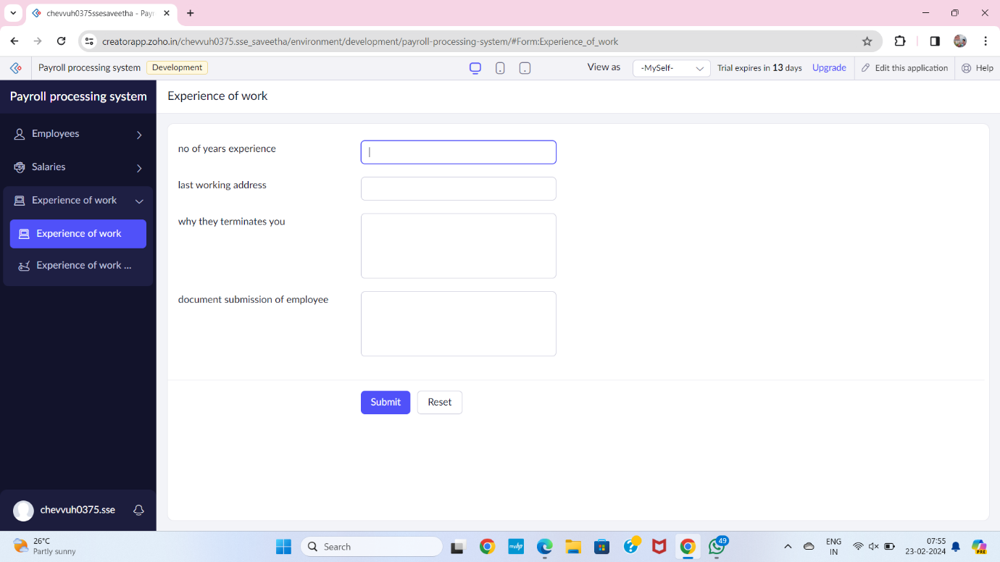 chevvuh0375ssesaveetha - Payr
creatorapp.zoho.in/chevvuh0375.sse_saveetha/environment/development/payroll-processing-system/#Form:Experience_of_work
Payroll processing system Development View as -MySelf- Trial expires in 13 days Upgrade Edit this application Help
Payroll processing system Experience of work
Employees
Salaries
Experience of work
Experience of work
Experience of work ...
no of years experience
last working address
why they terminates you
document submission of employee
Submit Reset
chevvuh0375.sse
26°C
Partly sunny
Search
myhp
49
ENG
IN
07:55
23-02-2024
PRE